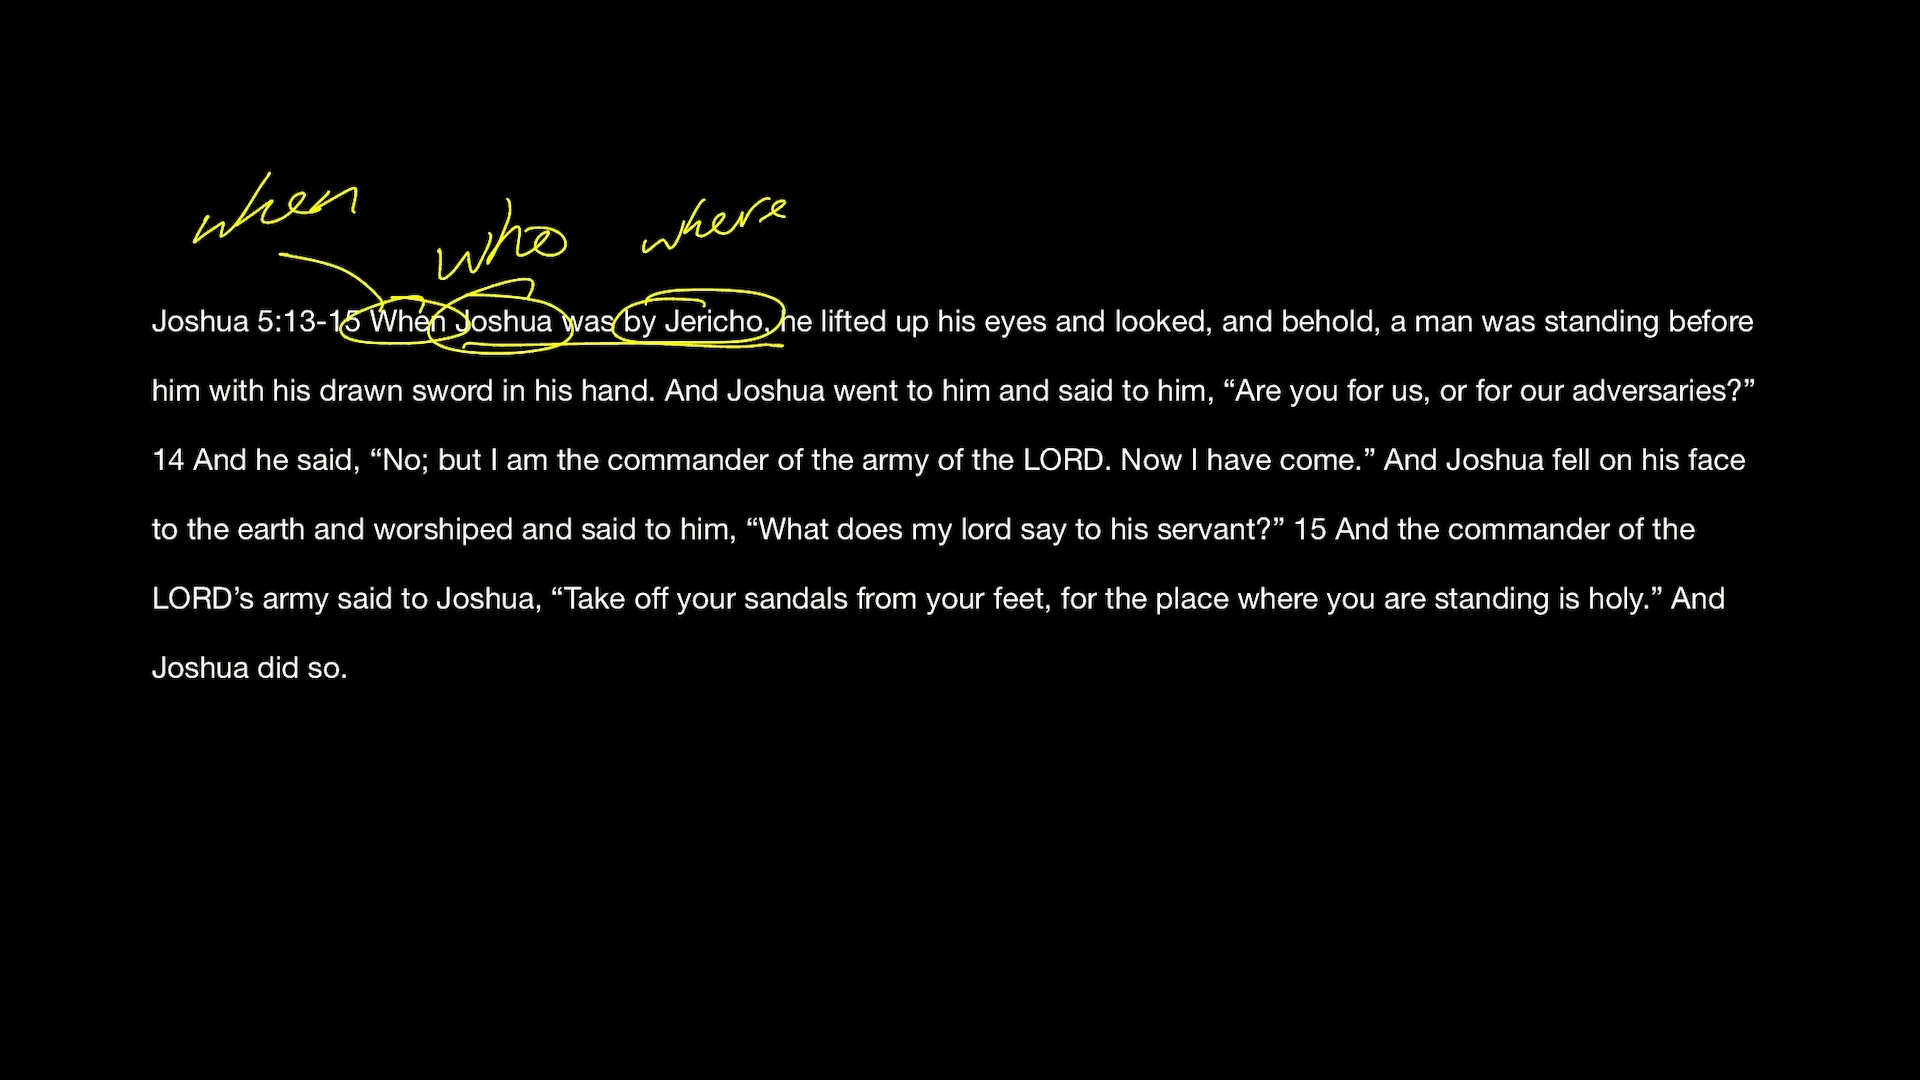 when who where
Joshua 5:13-15 When Joshua was by Jericho, he lifted up his eyes and looked, and behold, a man was standing before
him with his drawn sword in his hand. And Joshua went to him and said to him, “Are you for us, or for our adversaries?”
14 And he said, “No; but I am the commander of the army of the LORD. Now I have come.” And Joshua fell on his face
to the earth and worshiped and said to him, “What does my lord say to his servant?” 15 And the commander of the
LORD’s army said to Joshua, “Take off your sandals from your feet, for the place where you are standing is holy.” And
Joshua did so.